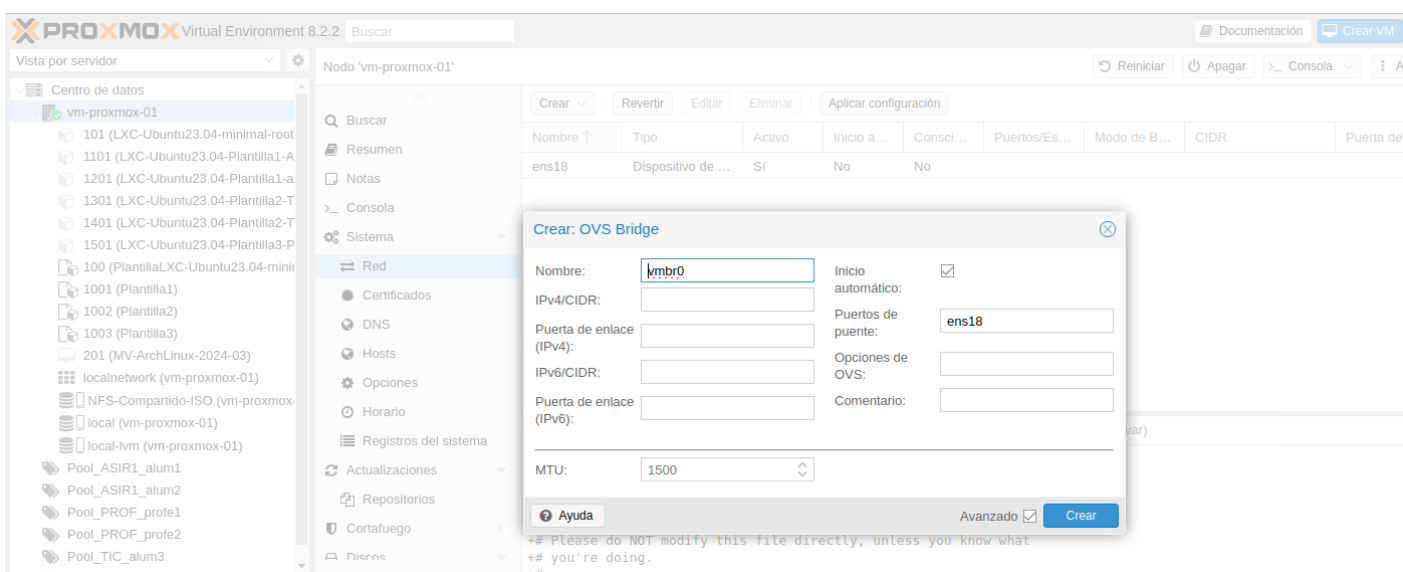 PROXMOX Virtual Environment 8.2.2 Buscar
Documentación Crear VM
Vista por servidor
Nodo 'vm-proxmox-01'
Reiniciar Apagar Consola A
Centro de datos
vm-proxmox-01
101 (LXC-Ubuntu23.04-minimal-root
1101 (LXC-Ubuntu23.04-Plantilla1-A
1201 (LXC-Ubuntu23.04-Plantilla1-a
1301 (LXC-Ubuntu23.04-Plantilla2-T
1401 (LXC-Ubuntu23.04-Plantilla2-T
1501 (LXC-Ubuntu23.04-Plantilla3-P
100 (PlantillaLXC-Ubuntu23.04-minir
1001 (Plantilla1)
1002 (Plantilla2)
1003 (Plantilla3)
201 (MV-ArchLinux-2024-03)
localnetwork (vm-proxmox-01)
NFS-Compartido-ISO (vm-proxmox-
local (vm-proxmox-01)
local-lvm (vm-proxmox-01)
Pool_ASIR1_alum1
Pool_ASIR1_alum2
Pool_PROF_profe1
Pool_PROF_profe2
Pool_TIC_alum3
Buscar
Resumen
Notas
>_ Consola
Sistema
Red
Certificados
DNS
Hosts
Opciones
Horario
Registros del sistema
Actualizaciones
Repositorios
Cortafuego
Discos
Crear Revertir Editar Eliminar Aplicar configuración
Nombre ↑ Tipo Activo Inicio a... Consci... Puertos/Es... Modo de B... CIDR Puerta de
ens18 Dispositivo de ... Sí No No
Crear: OVS Bridge
Nombre: vmbr0
IPv4/CIDR:
Puerta de enlace
(IPv4):
IPv6/CIDR:
Puerta de enlace
(IPv6):
MTU: 1500
Inicio
automático:
Puertos de
puente: ens18
Opciones de
OVS:
Comentario:
Ayuda Avanzado Crear
var)
+# Please do NOT modify this file directly, unless you know what
+# you're doing.
+#